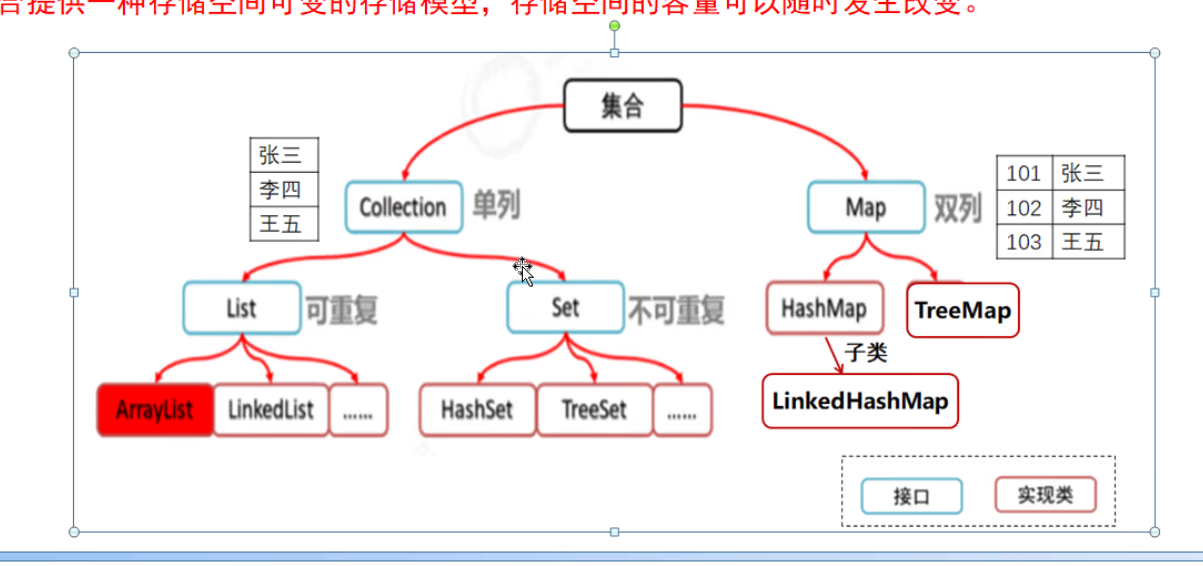 合提供一种存储空间可变的存储模型，存储空间的容量可以随时发生改变。
集合
张三
李四
王五
Collection 单列
Map 双列
101 张三
102 李四
103 王五
List 可重复
Set 不可重复
HashMap
TreeMap
子类
ArrayList
LinkedList
......
HashSet
TreeSet
......
LinkedHashMap
接口
实现类